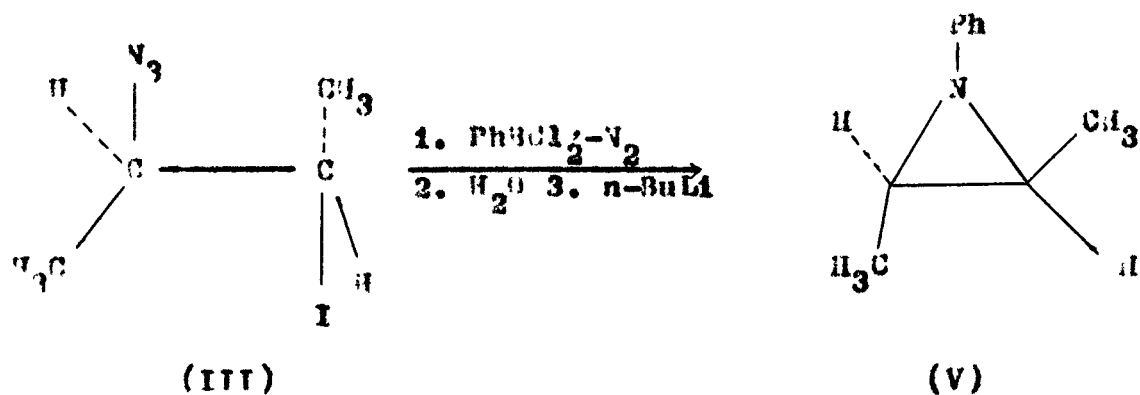 Ph
N₃
H
CH₃
N
H
CH₃
1. PhBCl₂-N₂
C
C
2. H₂O 3. n-BuLi
H₃C
H
H₃C
H
I
(III)
(V)